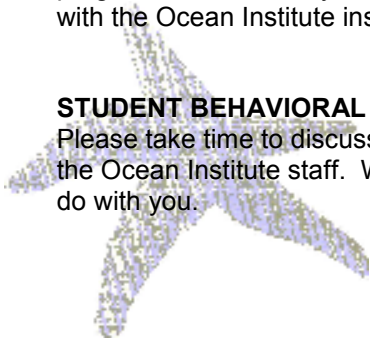 with the Ocean Institute ins
STUDENT BEHAVIORAL
Please take time to discuss
the Ocean Institute staff.  W
do with you.